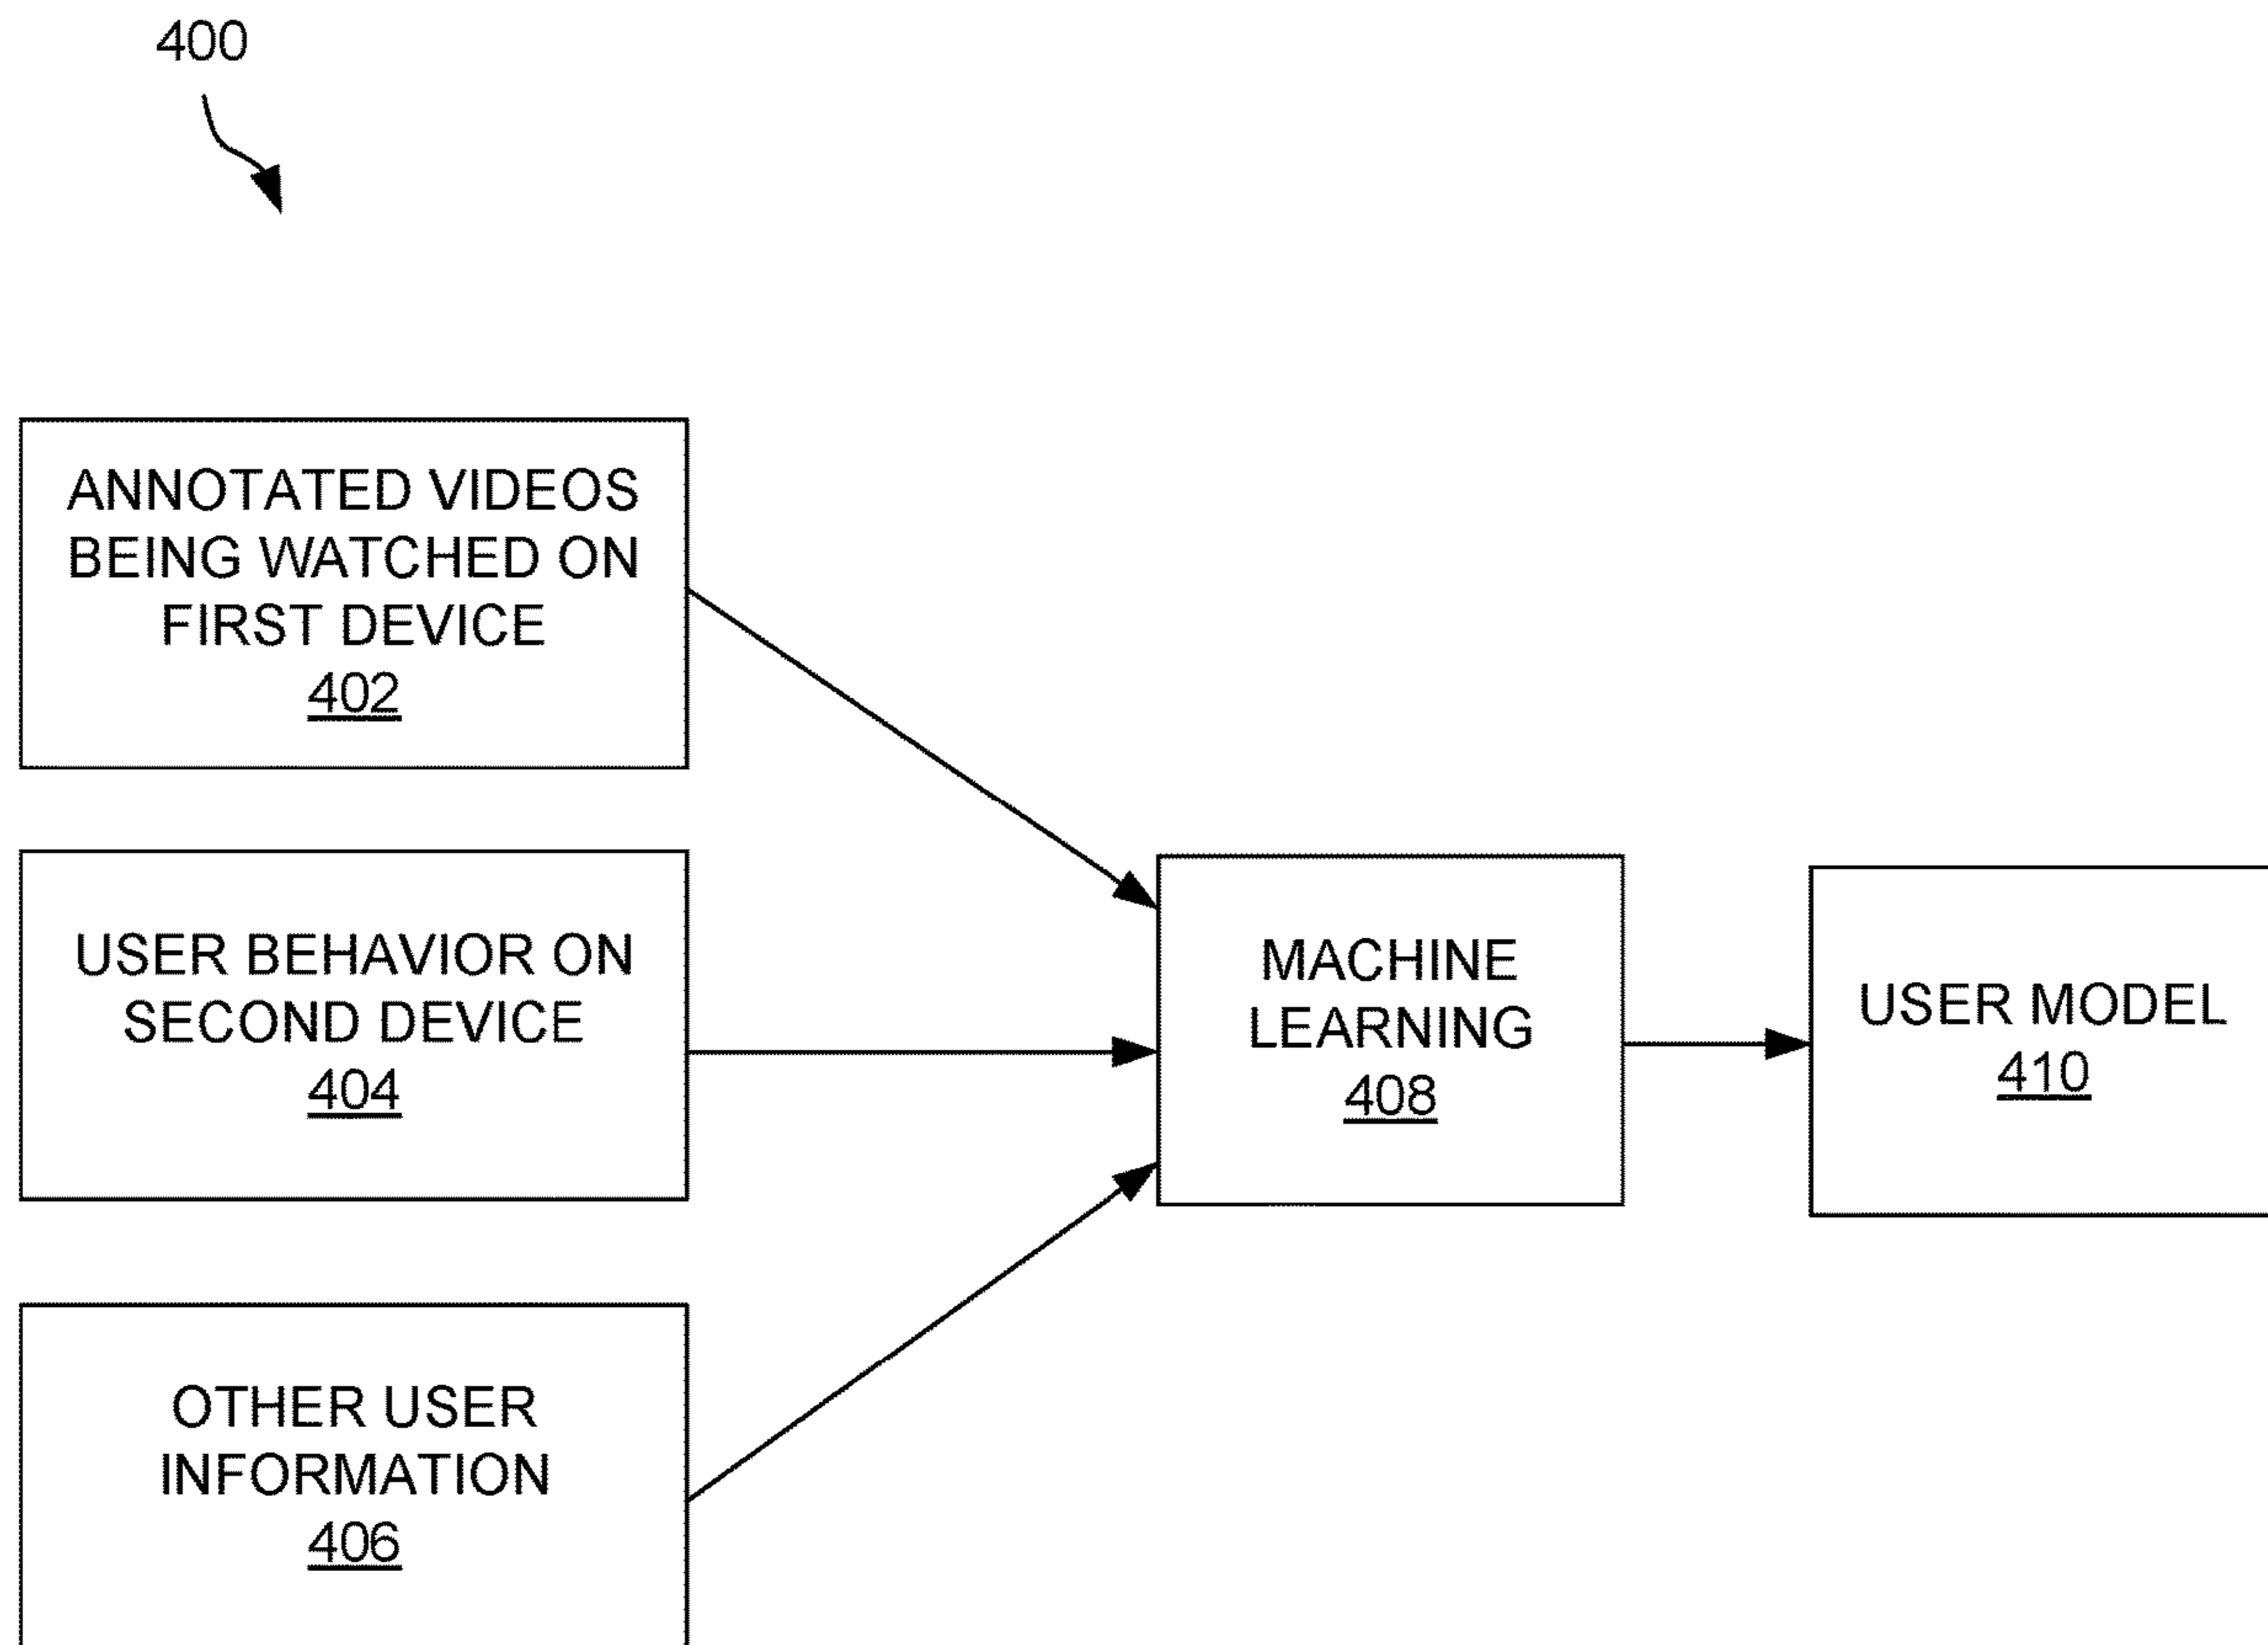 400
ANNOTATED VIDEOS
BEING WATCHED ON
FIRST DEVICE
402
USER BEHAVIOR ON
SECOND DEVICE
404
OTHER USER
INFORMATION
406
MACHINE
LEARNING
408
USER MODEL
410